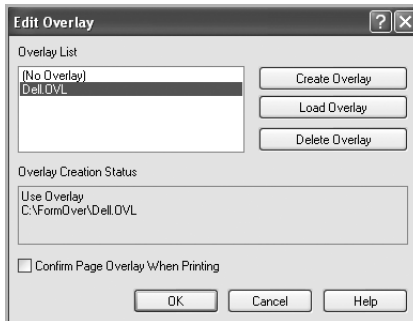 Edit Overlay
Overlay List
(No Overlay)
Dell.OVL
Create Overlay
Load Overlay
Delete Overlay
Overlay Creation Status
Use Overlay
C:\FormOver\Dell.OVL
Confirm Page Overlay When Printing
OK Cancel Help